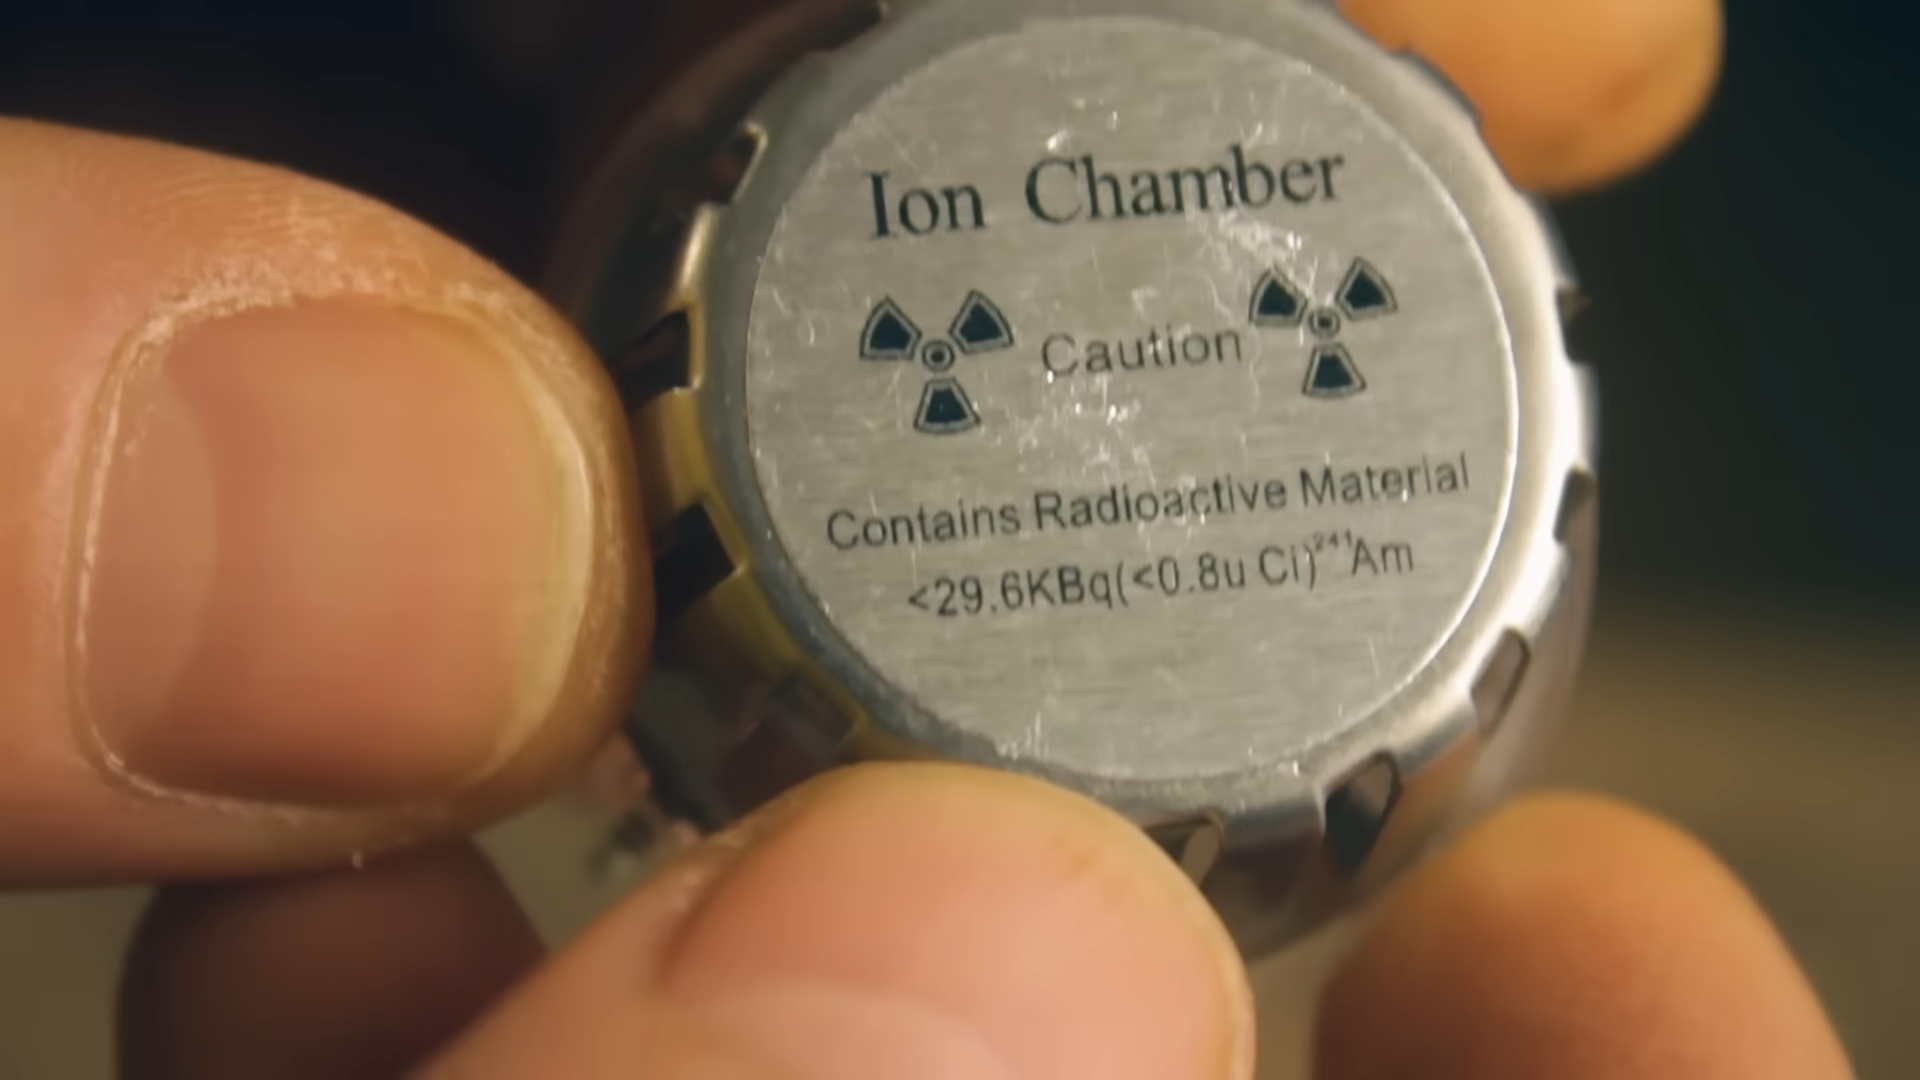 Ion Chamber
Caution
Contains Radioactive Material
<29.6KBq(<0.8u Ci)²⁴¹Am